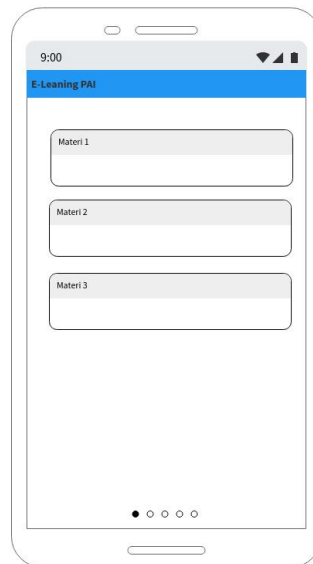 9:00
E-Leaning PAI
Materi 1
Materi 2
Materi 3